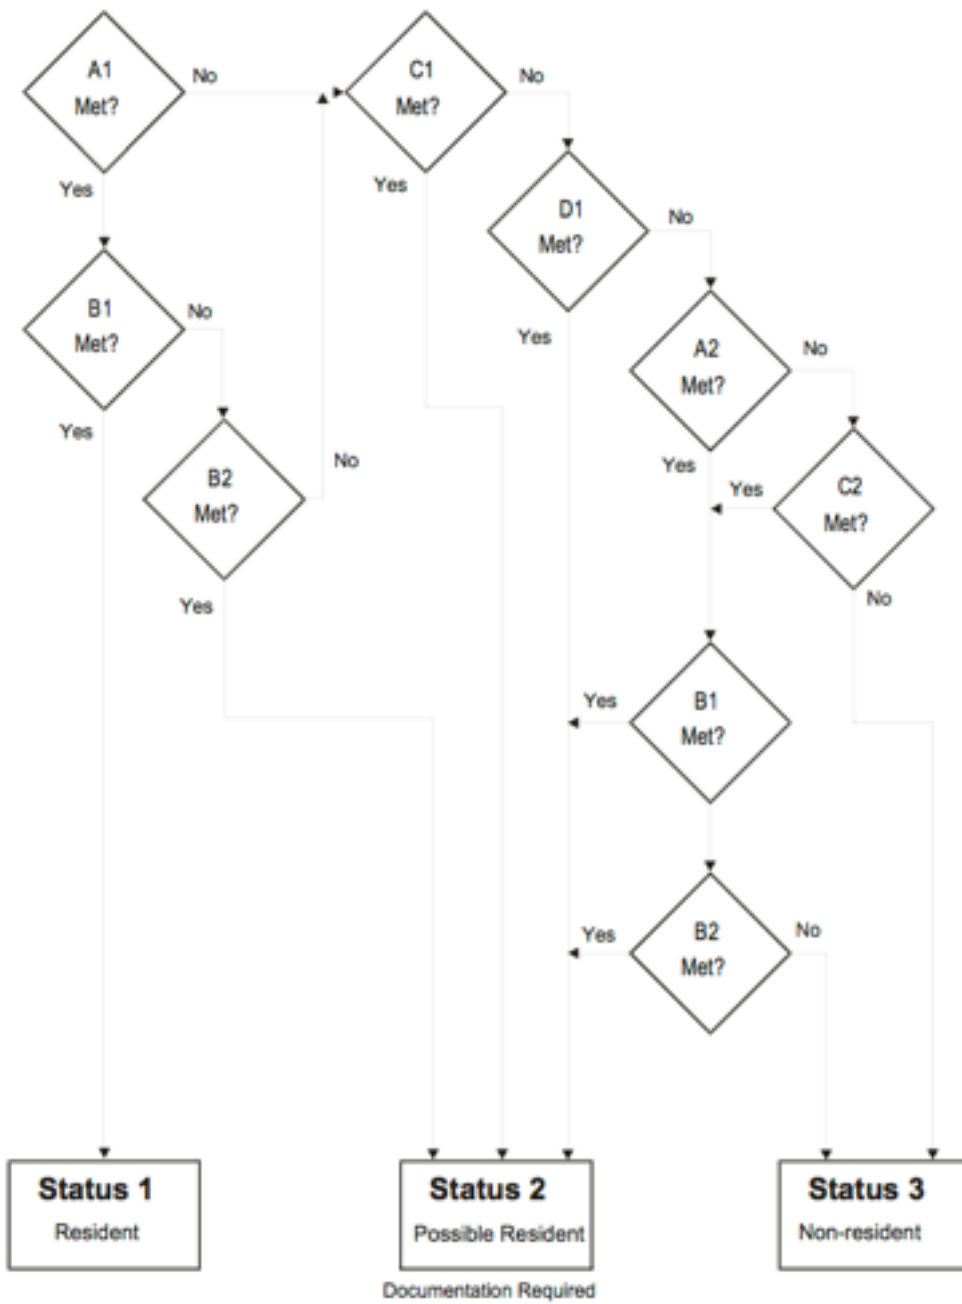 A1
Met?
No
C1
Met?
No
Yes
Yes
D1
Met?
No
B1
Met?
No
Yes
A2
Met?
No
Yes
B2
Met?
No
Yes
Yes
C2
Met?
Yes
No
Yes
B1
Met?
Yes
B2
Met?
No
Status 1
Resident
Status 2
Possible Resident
Status 3
Non-resident
Documentation Required